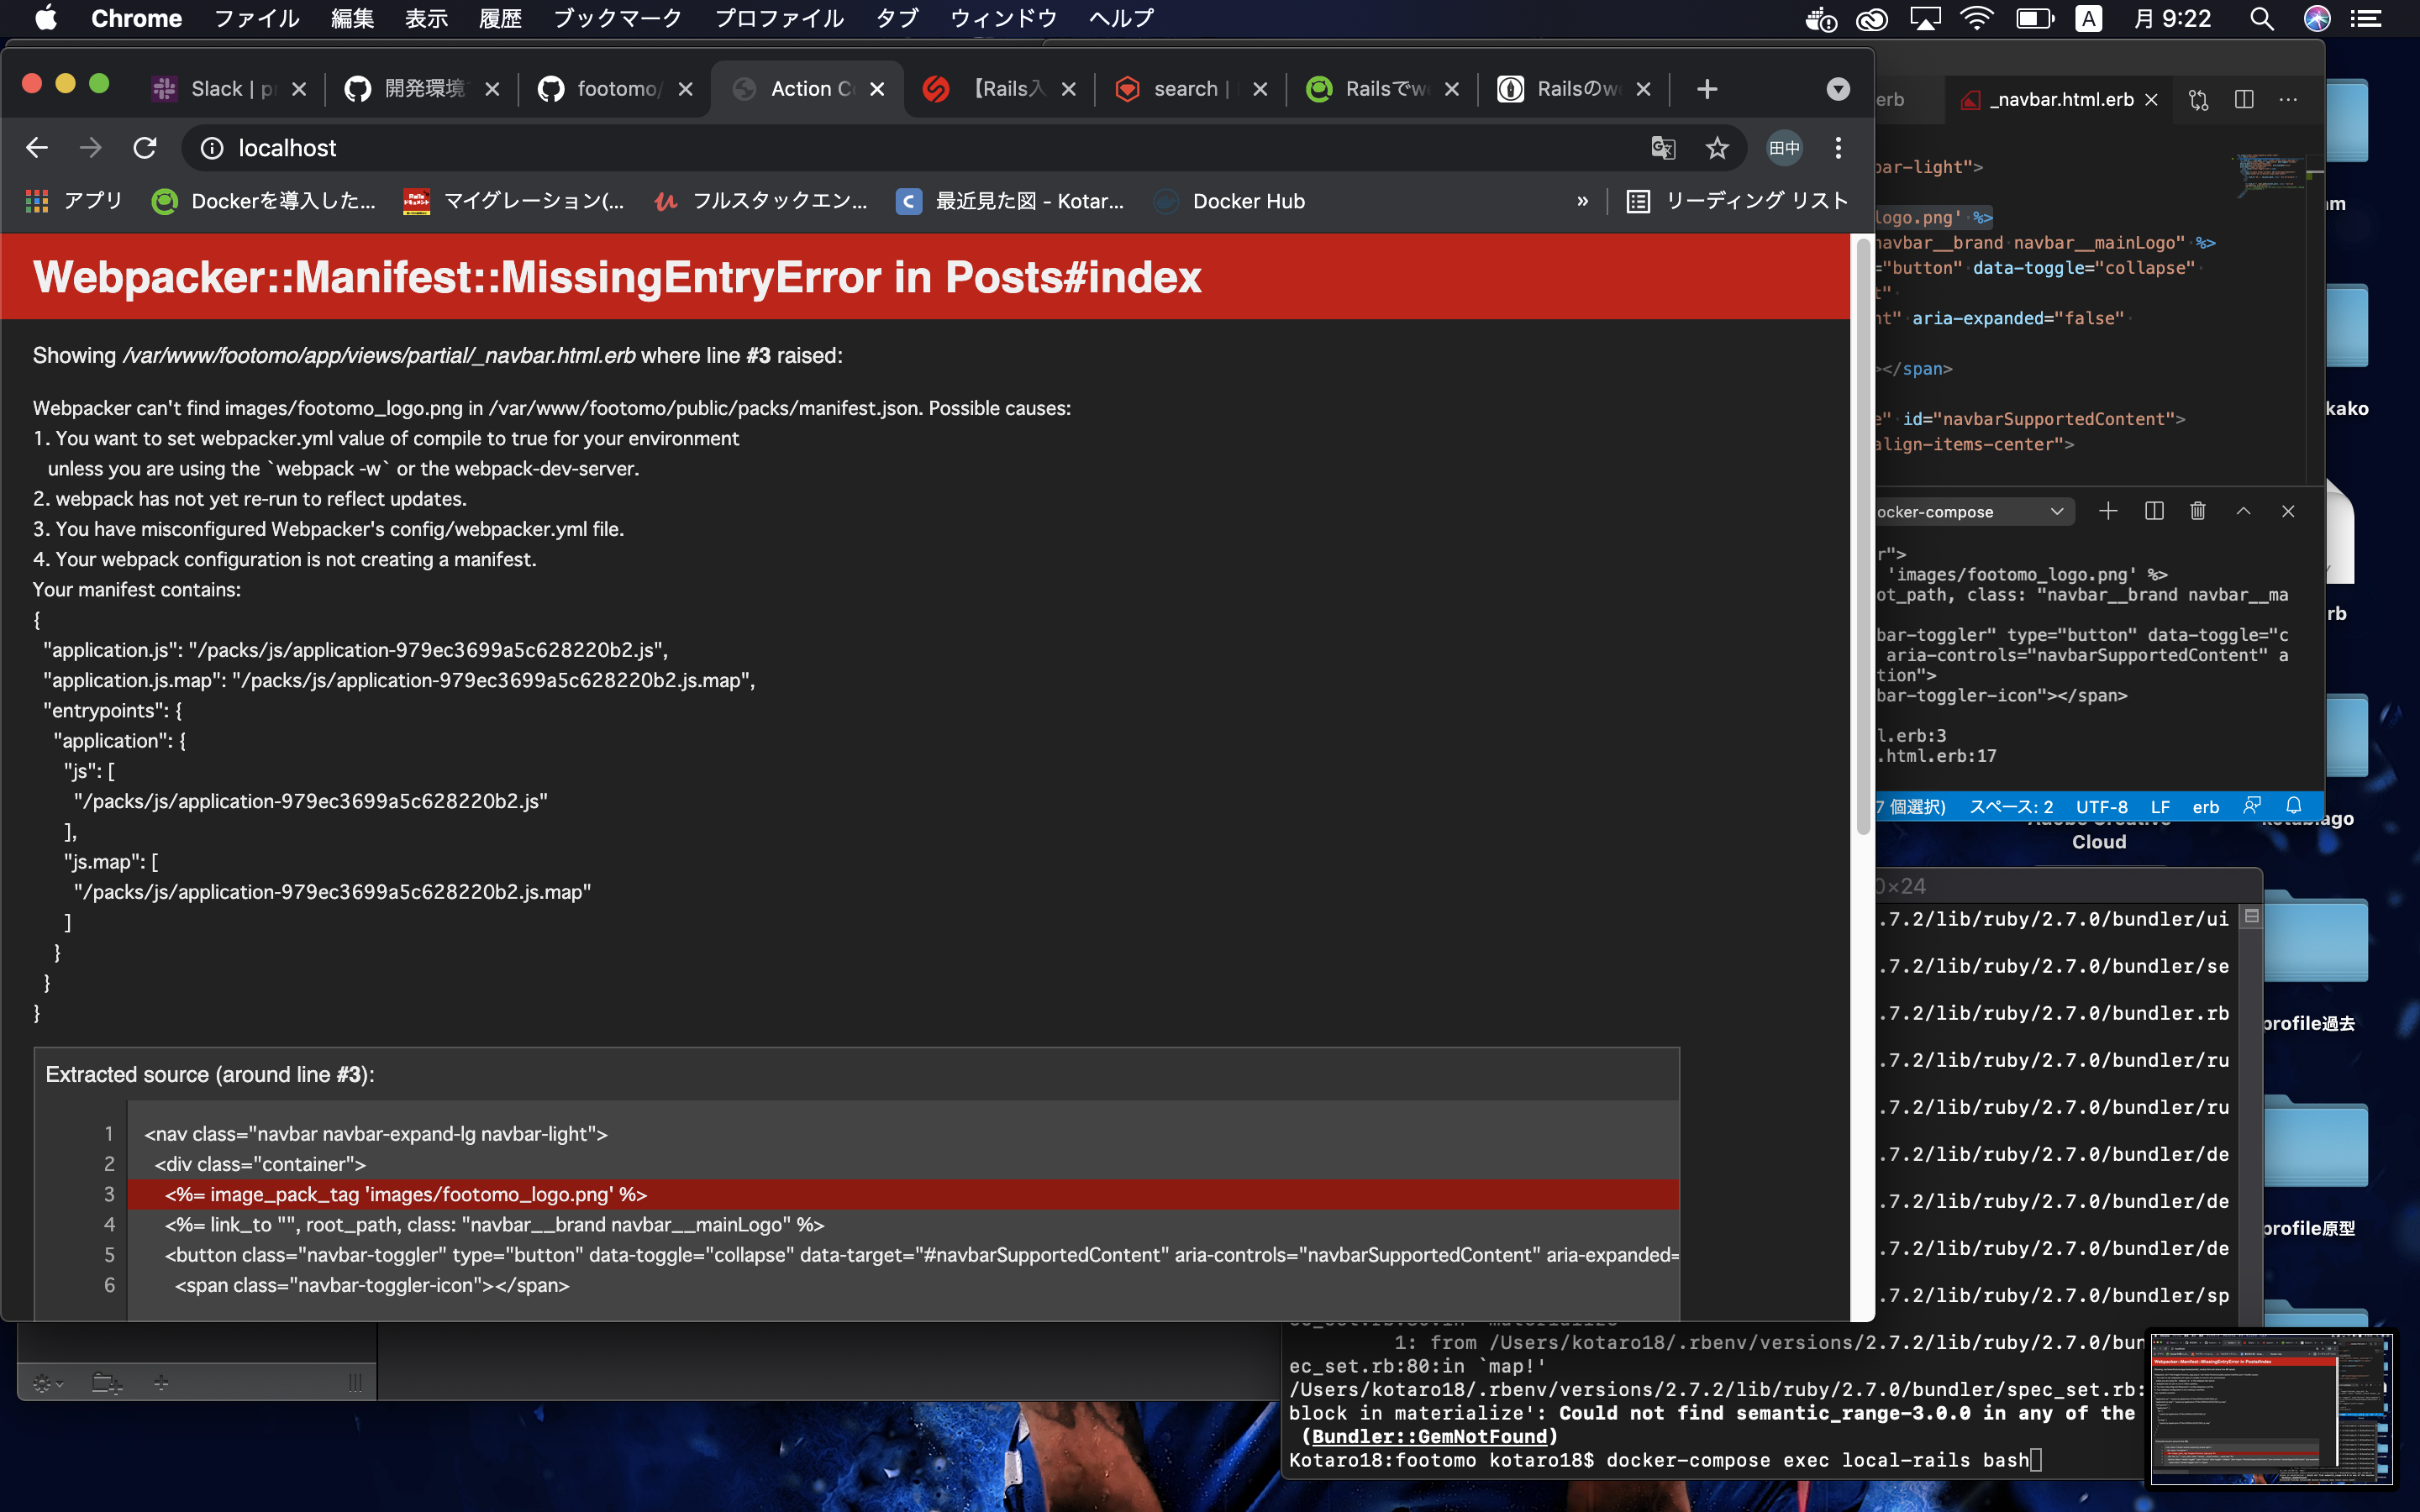 Chrome ファイル 編集 表示 履歴 ブックマーク プロファイル タブ ウィンドウ ヘルプ
A 月 9:22
Slack | pr 開発環境 footomo/ Action C 【Rails入 search | Railsでw Railsのw
localhost
田中
アプリ Dockerを導入した... マイグレーション(... フルスタックエン... 最近見た図 - Kotar... Docker Hub » リーディング リスト
Webpacker::Manifest::MissingEntryError in Posts#index
Showing /var/www/footomo/app/views/partial/_navbar.html.erb where line #3 raised:
Webpacker can't find images/footomo_logo.png in /var/www/footomo/public/packs/manifest.json. Possible causes:
1. You want to set webpacker.yml value of compile to true for your environment
unless you are using the `webpack -w` or the webpack-dev-server.
2. webpack has not yet re-run to reflect updates.
3. You have misconfigured Webpacker's config/webpacker.yml file.
4. Your webpack configuration is not creating a manifest.
Your manifest contains:
{
"application.js": "/packs/js/application-979ec3699a5c628220b2.js",
"application.js.map": "/packs/js/application-979ec3699a5c628220b2.js.map",
"entrypoints": {
"application": {
"js": [
"/packs/js/application-979ec3699a5c628220b2.js"
],
"js.map": [
"/packs/js/application-979ec3699a5c628220b2.js.map"
]
}
}
}
Extracted source (around line #3):
1 <nav class="navbar navbar-expand-lg navbar-light">
2 <div class="container">
3 <%= image_pack_tag 'images/footomo_logo.png' %>
4 <%= link_to "", root_path, class: "navbar__brand navbar__mainLogo" %>
5 <button class="navbar-toggler" type="button" data-toggle="collapse" data-target="#navbarSupportedContent" aria-controls="navbarSupportedContent" aria-expanded=
6 <span class="navbar-toggler-icon"></span>
erb _navbar.html.erb
bar-light">
logo.png' %>
navbar__brand navbar__mainLogo" %>
="button" data-toggle="collapse"
t"
nt" aria-expanded="false"
></span>
e" id="navbarSupportedContent">
align-items-center">
ocker-compose
r">
'images/footomo_logo.png' %>
ot_path, class: "navbar__brand navbar__ma
bar-toggler" type="button" data-toggle="c
aria-controls="navbarSupportedContent" a
tion">
bar-toggler-icon"></span>
l.erb:3
.html.erb:17
7 個選択) スペース: 2 UTF-8 LF erb
Cloud
am
kako
rb
profile過去
profile原型
0×24
.7.2/lib/ruby/2.7.0/bundler/ui
.7.2/lib/ruby/2.7.0/bundler/se
.7.2/lib/ruby/2.7.0/bundler.rb
.7.2/lib/ruby/2.7.0/bundler/ru
.7.2/lib/ruby/2.7.0/bundler/ru
.7.2/lib/ruby/2.7.0/bundler/de
.7.2/lib/ruby/2.7.0/bundler/de
.7.2/lib/ruby/2.7.0/bundler/de
.7.2/lib/ruby/2.7.0/bundler/sp
1: from /Users/kotaro18/.rbenv/versions/2.7.2/lib/ruby/2.7.0/bun
ec_set.rb:80:in `map!'
/Users/kotaro18/.rbenv/versions/2.7.2/lib/ruby/2.7.0/bundler/spec_set.rb:
block in materialize': Could not find semantic_range-3.0.0 in any of the
(Bundler::GemNotFound)
Kotaro18:footomo kotaro18$ docker-compose exec local-rails bash